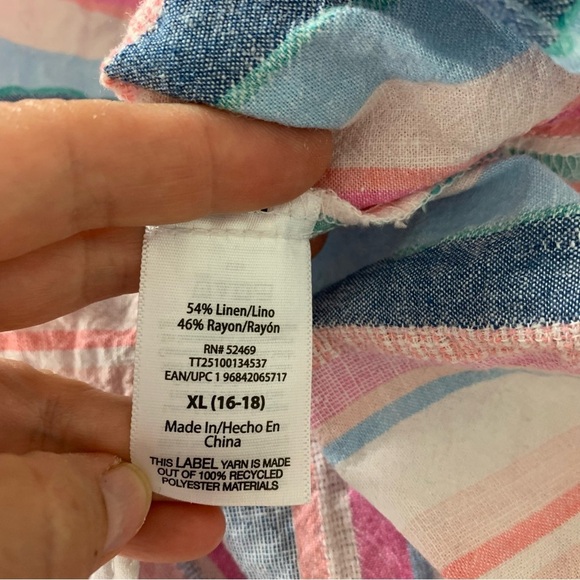 54% Linen/Lino
46% Rayon/Rayón
RN# 52469
TT25100134537
EAN/UPC 1 96842065717
XL (16-18)
Made In/Hecho En
China
THIS LABEL YARN IS MADE
OUT OF 100% RECYCLED
POLYESTER MATERIALS